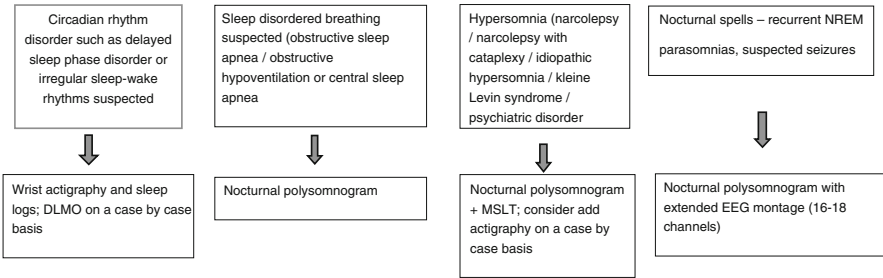 Circadian rhythm
disorder such as delayed
sleep phase disorder or
irregular sleep-wake
rhythms suspected
Sleep disordered breathing
suspected (obstructive sleep
apnea / obstructive
hypoventilation or central sleep
apnea
Hypersomnia (narcolepsy
/ narcolepsy with
cataplexy / idiopathic
hypersomnia / kleine
Levin syndrome /
psychiatric disorder
Nocturnal spells – recurrent NREM
parasomnias, suspected seizures
Wrist actigraphy and sleep
logs; DLMO on a case by case
basis
Nocturnal polysomnogram
Nocturnal polysomnogram
+ MSLT; consider add
actigraphy on a case by
case basis
Nocturnal polysomnogram with
extended EEG montage (16-18
channels)